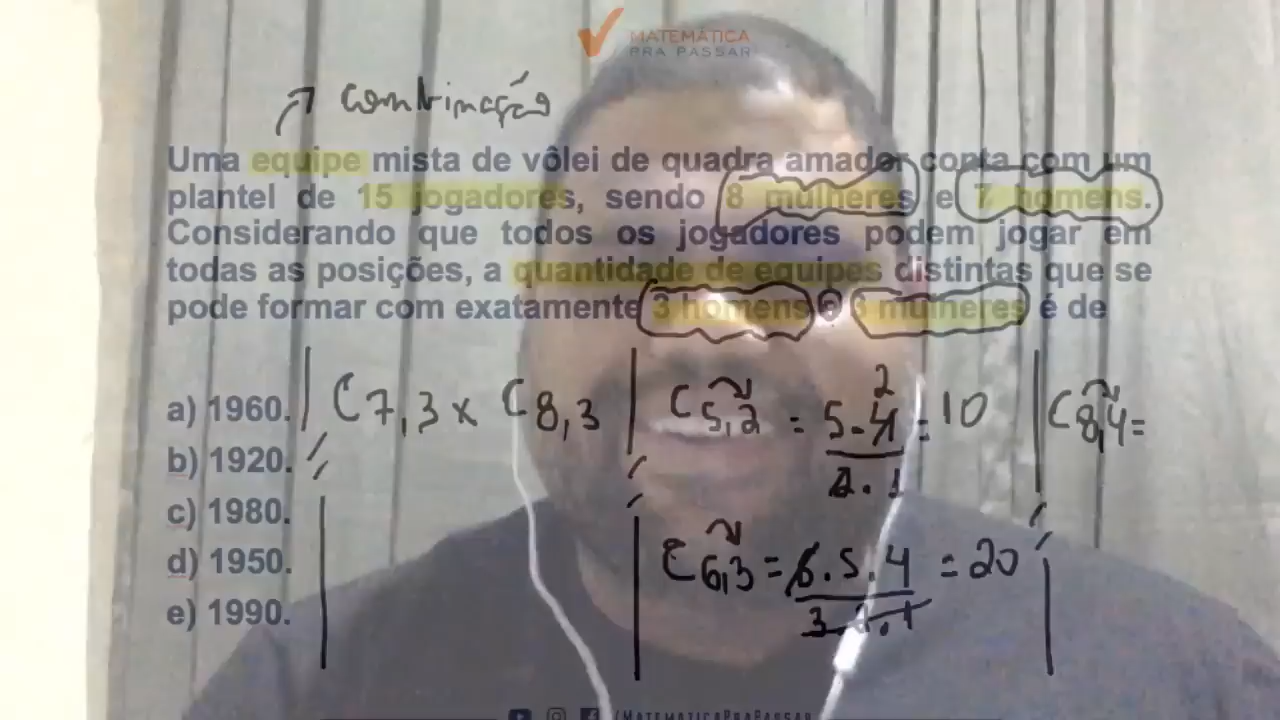 MATEMÁTICA
PRA PASSAR
combinação
Uma equipe mista de vôlei de quadra amador conta com um
plantel de 15 jogadores, sendo 8 mulheres e 7 homens.
Considerando que todos os jogadores podem jogar em
todas as posições, a quantidade de equipes distintas que se
pode formar com exatamente 3 homens e 3 mulheres é de
a) 1960.
b) 1920.
c) 1980.
d) 1950.
e) 1990.
C7,3 x C8,3
C5,2 = 5.4 2 = 10
2.1
C6,3 = 6.5.4 = 20
3.2.1
C8,4 =
/MATEMATICAPRAPASSAR